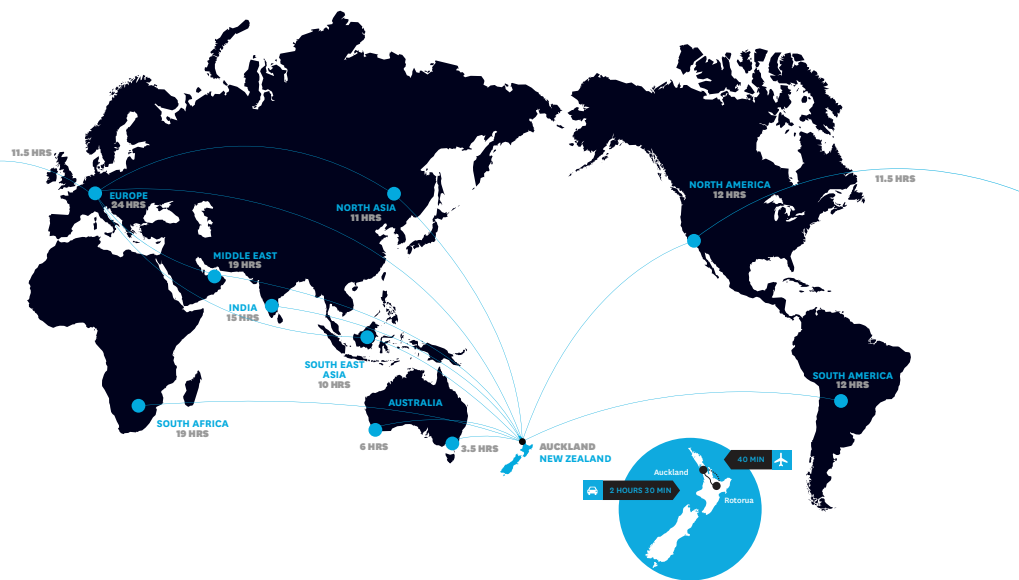 11.5 HRS
EUROPE
24 HRS
NORTH ASIA
11 HRS
NORTH AMERICA
12 HRS
11.5 HRS
MIDDLE EAST
19 HRS
INDIA
15 HRS
SOUTH EAST
ASIA
10 HRS
SOUTH AMERICA
12 HRS
AUSTRALIA
SOUTH AFRICA
19 HRS
6 HRS
3.5 HRS
AUCKLAND
NEW ZEALAND
40 MIN
Auckland
2 HOURS 30 MIN
Rotorua